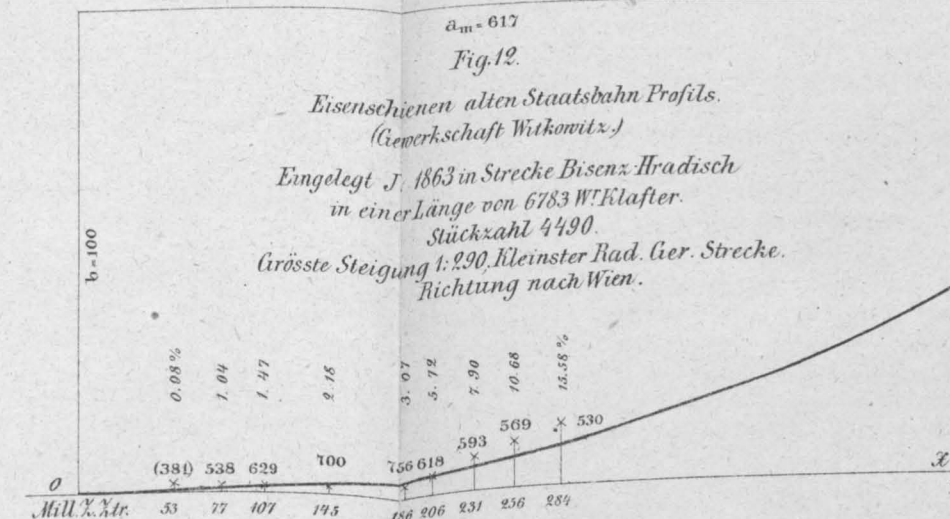 am = 617
Fig. 12.
Eisenschienen alten Staatsbahn Profils.
(Gewerkschaft Witkowitz.)
Eingelegt J. 1863 in Strecke Bisenz-Hradisch
in einer Länge von 6783 Wr Klafter.
Stückzahl 4490.
Grösste Steigung 1:290, Kleinster Rad. Ger. Strecke.
Richtung nach Wien.
b = 100
0.08% 1.04 1.47 2.18 3.07 5.72 7.90 10.68 15.58%
(381) 538 629 700 756 618 593 569 530
0 x
Mill. Z. Ztr. 53 77 107 145 186 206 231 256 284